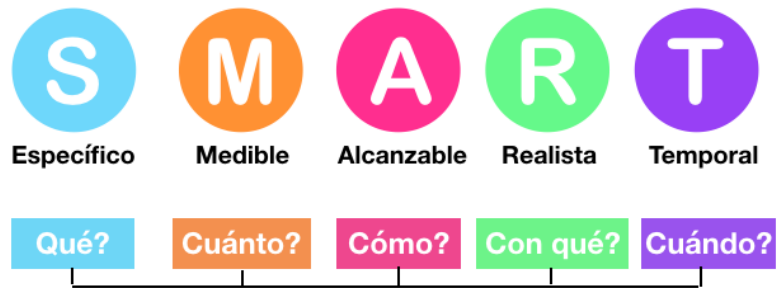 S M A R T
Específico Medible Alcanzable Realista Temporal
Qué? Cuánto? Cómo? Con qué? Cuándo?